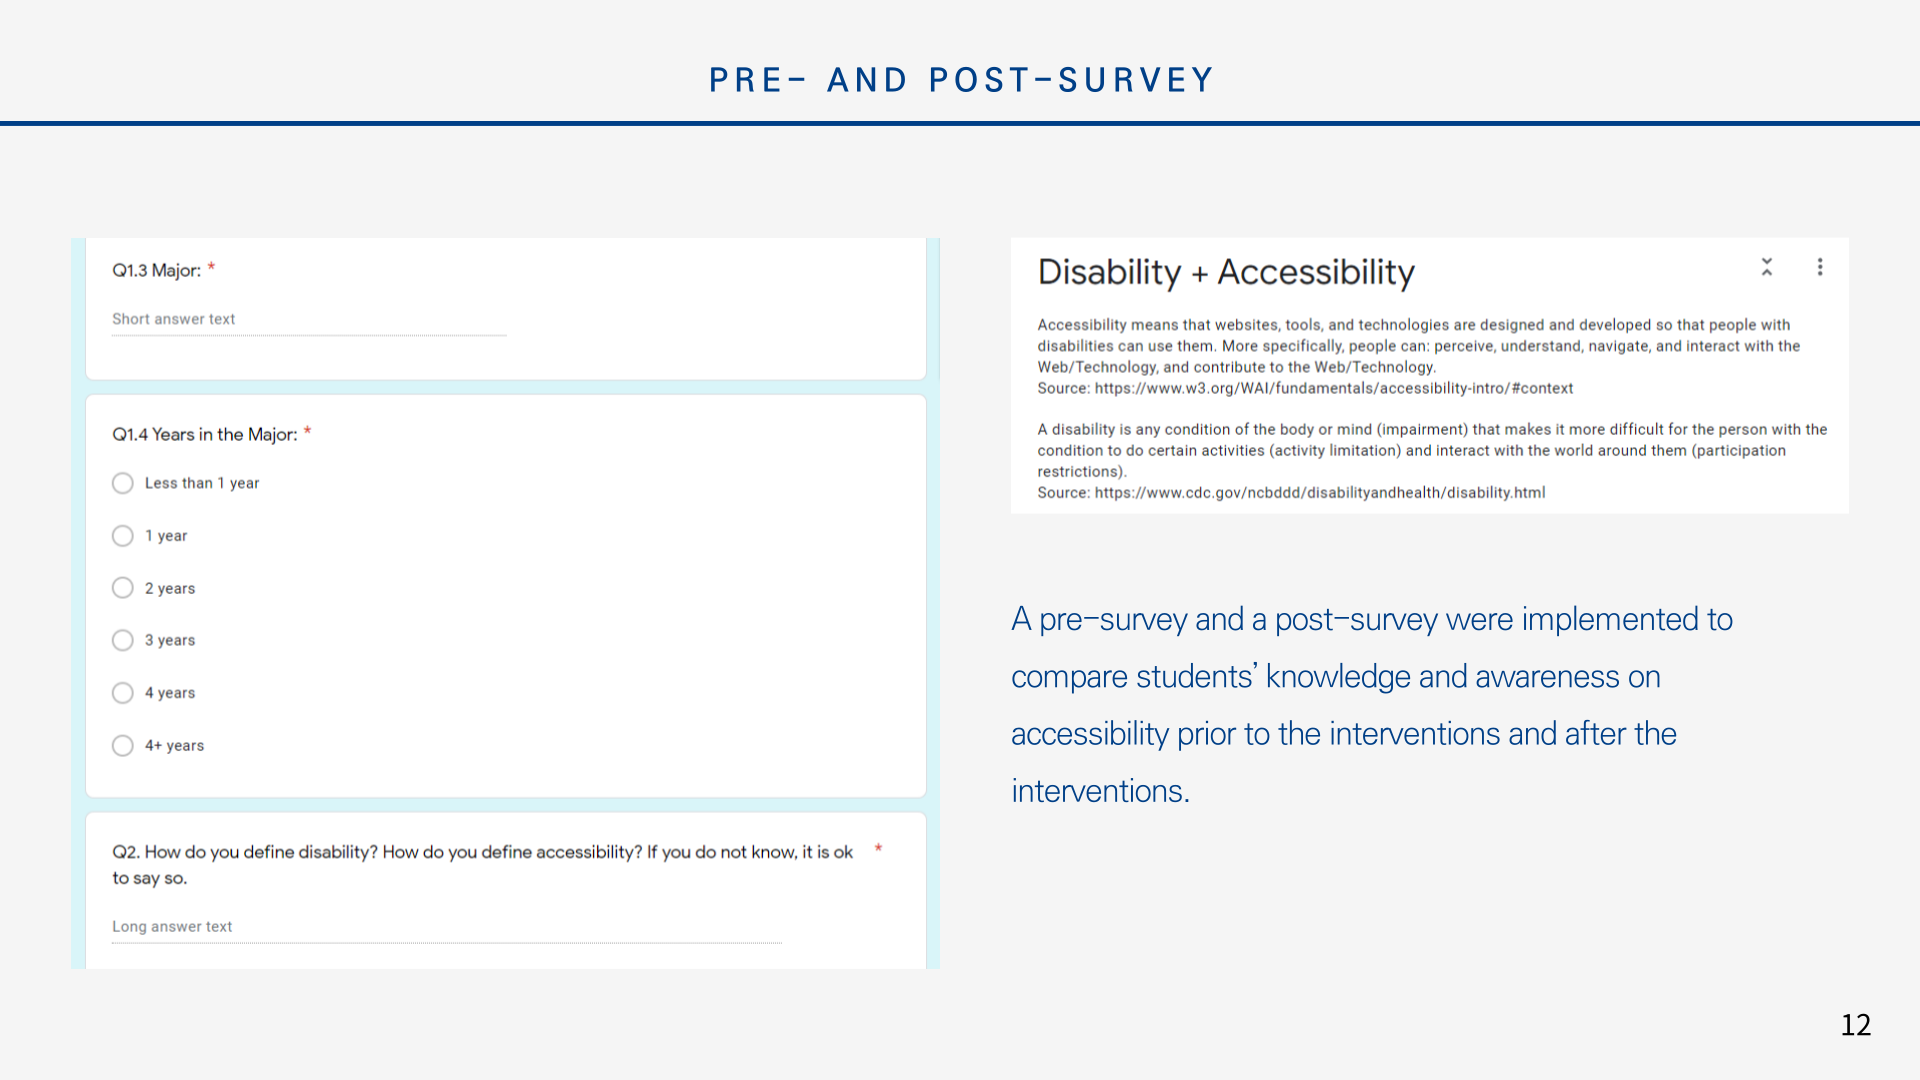 PRE- AND POST-SURVEY
Q1.3 Major: *
Short answer text
Q1.4 Years in the Major: *
Less than 1 year
1 year
2 years
3 years
4 years
4+ years
Q2. How do you define disability? How do you define accessibility? If you do not know, it is ok *
to say so.
Long answer text
Disability + Accessibility
Accessibility means that websites, tools, and technologies are designed and developed so that people with
disabilities can use them. More specifically, people can: perceive, understand, navigate, and interact with the
Web/Technology, and contribute to the Web/Technology.
Source: https://www.w3.org/WAI/fundamentals/accessibility-intro/#context
A disability is any condition of the body or mind (impairment) that makes it more difficult for the person with the
condition to do certain activities (activity limitation) and interact with the world around them (participation
restrictions).
Source: https://www.cdc.gov/ncbddd/disabilityandhealth/disability.html
A pre-survey and a post-survey were implemented to
compare students’ knowledge and awareness on
accessibility prior to the interventions and after the
interventions.
12